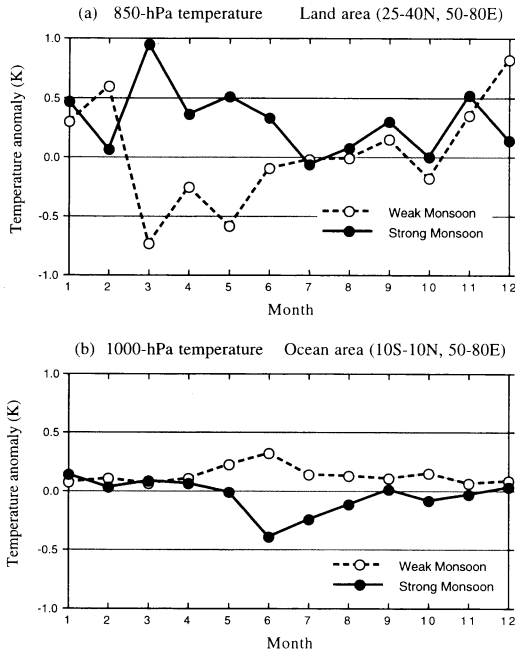 (a) 850-hPa temperature Land area (25-40N, 50-80E)
Temperature anomaly (K)
1.0
0.5
0.0
-0.5
-1.0
Weak Monsoon
Strong Monsoon
1 2 3 4 5 6 7 8 9 10 11 12
Month
(b) 1000-hPa temperature Ocean area (10S-10N, 50-80E)
Temperature anomaly (K)
1.0
0.5
0.0
-0.5
-1.0
Weak Monsoon
Strong Monsoon
1 2 3 4 5 6 7 8 9 10 11 12
Month